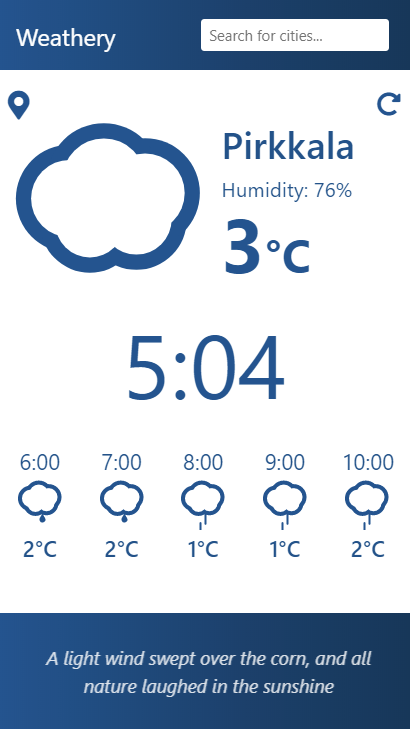 Weathery
Search for cities...
Pirkkala
Humidity: 76%
3°C
5:04
6:00 7:00 8:00 9:00 10:00
2°C 2°C 1°C 1°C 2°C
A light wind swept over the corn, and all
nature laughed in the sunshine